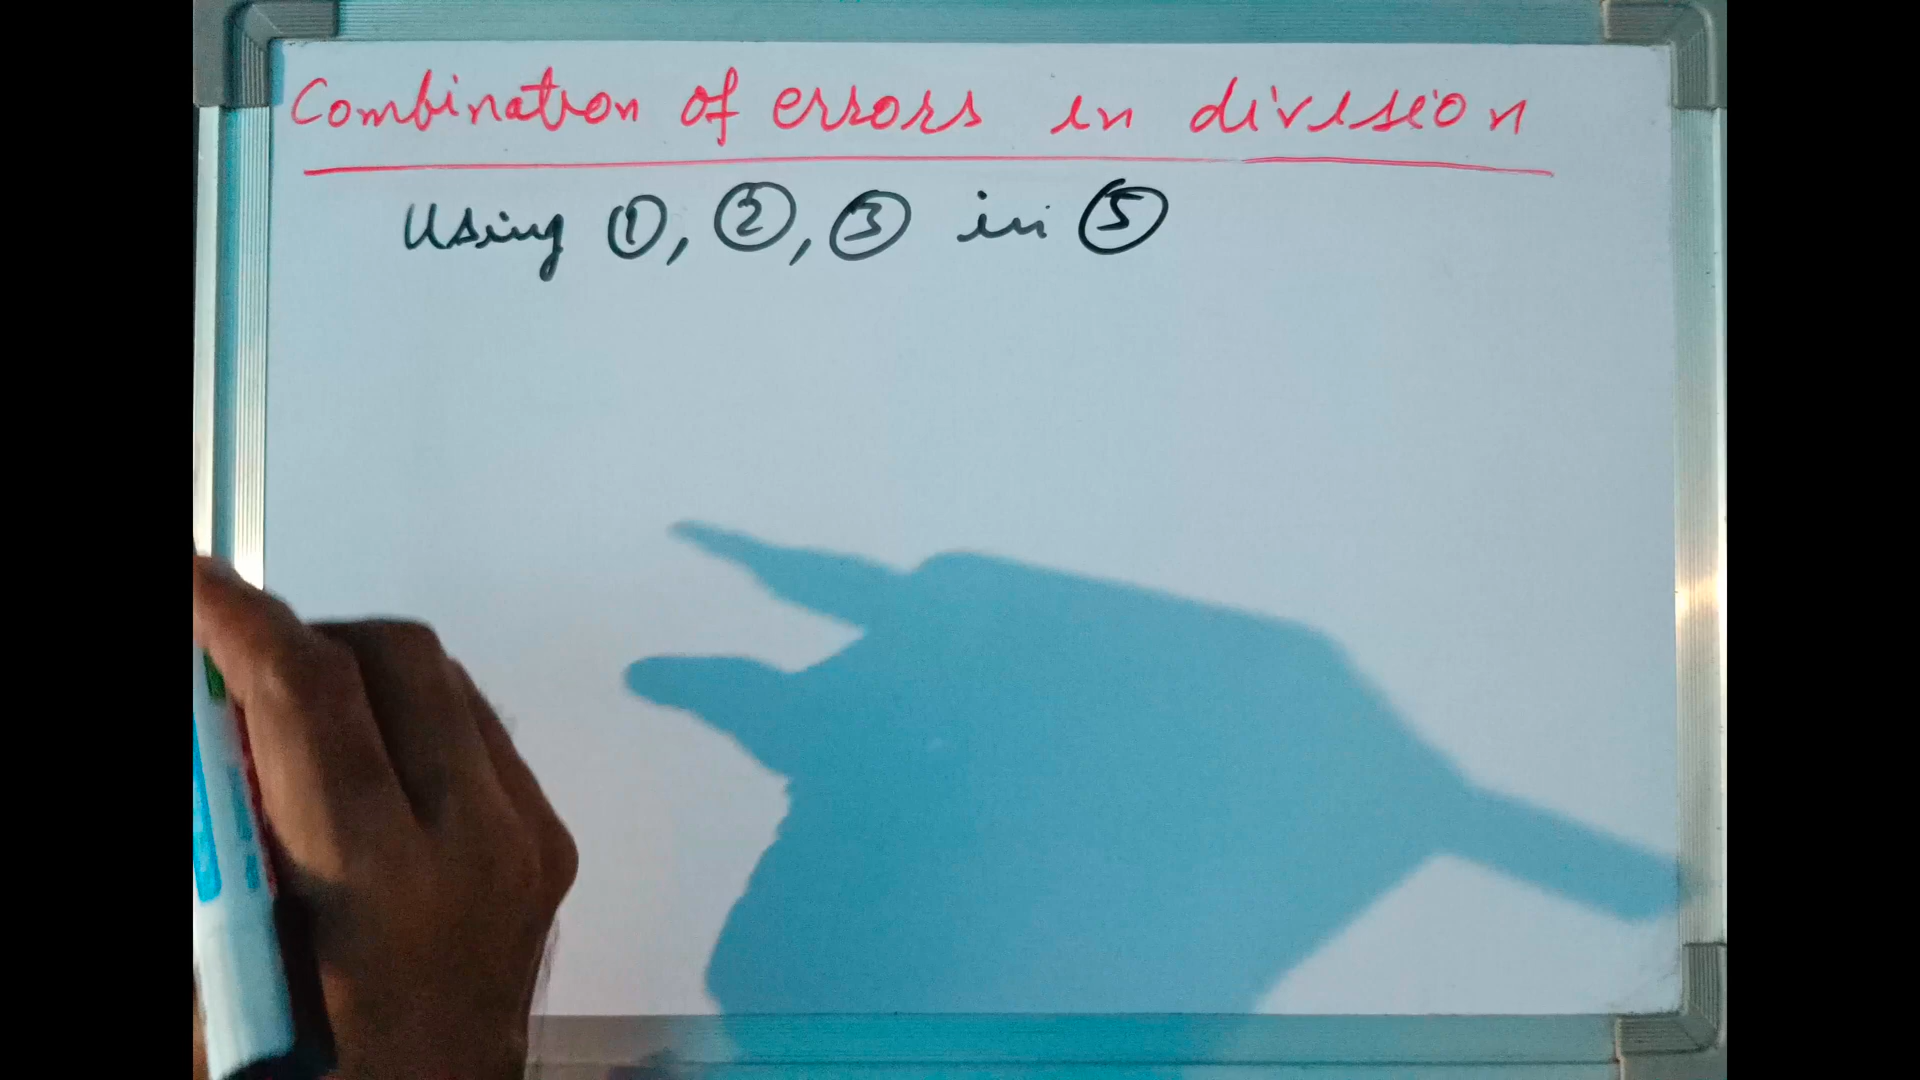 Combination of errors in division
Using ①, ②, ③ in ⑤